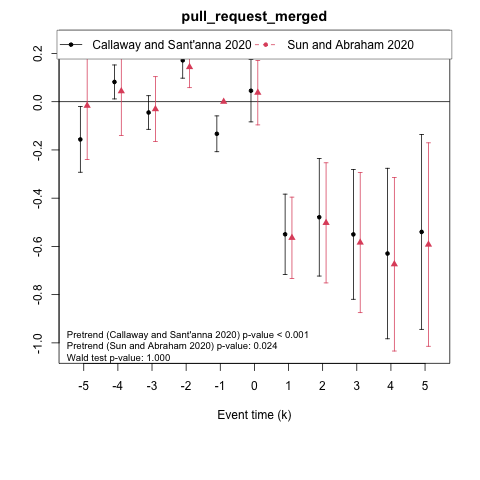 pull_request_merged
Callaway and Sant'anna 2020
Sun and Abraham 2020
0.2
0.0
-0.2
-0.4
-0.6
-0.8
-1.0
Pretrend (Callaway and Sant'anna 2020) p-value < 0.001
Pretrend (Sun and Abraham 2020) p-value: 0.024
Wald test p-value: 1.000
-5 -4 -3 -2 -1 0 1 2 3 4 5
Event time (k)